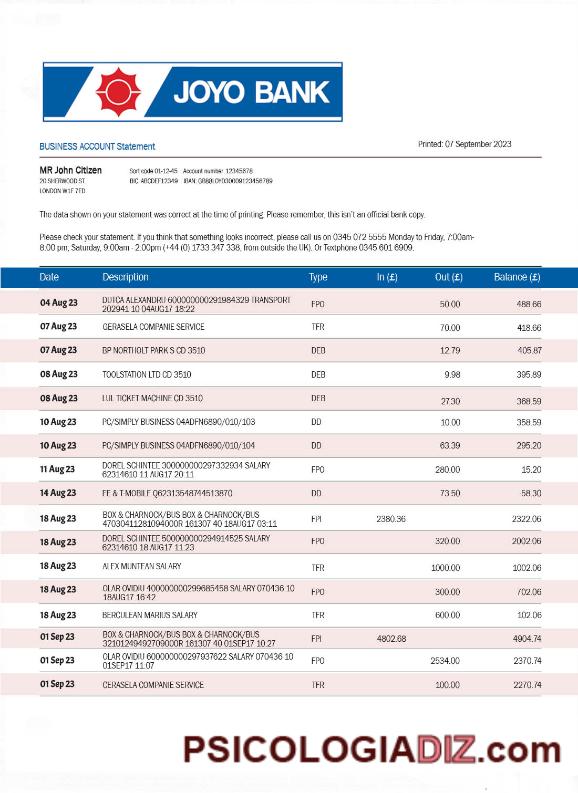 JOYO BANK
BUSINESS ACCOUNT Statement
Printed: 07 September 2023
MR John Citizen
Sort code 01-12-45 Account number 12345678
20 SHERWOOD ST
BIC: ABCDEF12349 IBAN: GB88LOYD30009123456789
LONDON W1F 7ED
The data shown on your statement was correct at the time of printing. Please remember, this isn't an official bank copy.
Please check your statement. If you think that something looks incorrect, please call us on 0345 072 5555 Monday to Friday, 7:00am-
8:00 pm; Saturday, 9:00am - 2:00pm (+44 (0) 1733 347 338, from outside the UK). Or Textphone 0345 601 6909.
Date Description Type In (£) Out (£) Balance (£)
04 Aug 23 DUTCA ALEXANDRU 600000000291984329 TRANSPORT FPO 50.00 488.66
202941 10 04AUG17 18:22
07 Aug 23 GERASELA COMPANIE SERVICE TFR 70.00 418.66
07 Aug 23 BP NORTHOLT PARK S CD 3510 DEB 12.79 405.87
08 Aug 23 TOOLSTATION LTD CD 3510 DEB 9.98 395.89
08 Aug 23 LUL TICKET MACHINE CD 3510 DEB 27.30 368.59
10 Aug 23 PC/SIMPLY BUSINESS 04ADFN6890/010/103 DD 10.00 358.59
10 Aug 23 PC/SIMPLY BUSINESS 04ADFN6890/010/104 DD 63.39 295.20
11 Aug 23 DOREL SCHINTEE 300000000297332934 SALARY FPO 280.00 15.20
62314610 11 AUG17 20:11
14 Aug 23 EE & T-MOBILE Q62313548744513870 DD 73.50 58.30
18 Aug 23 BOX & CHARNOCK/BUS BOX & CHARNOCK/BUS FPI 2380.36 2322.06
47030411281094000R 161307 40 18AUG17 03:11
18 Aug 23 DOREL SCHINTEE 500000000294914525 SALARY FPO 320.00 2002.06
62314610 18 AUG17 11:23
18 Aug 23 ALEX MUNTEAN SALARY TFR 1000.00 1002.06
18 Aug 23 OLAR OVIDIU 400000000299685458 SALARY 070436 10 FPO 300.00 702.06
18AUG17 16:42
18 Aug 23 BERCULEAN MARIUS SALARY TFR 600.00 102.06
01 Sep 23 BOX & CHARNOCK/BUS BOX & CHARNOCK/BUS FPI 4802.68 4904.74
32101249492709000R 161307 40 01SEP17 10:27
01 Sep 23 OLAR OVIDIU 600000000297937622 SALARY 070436 10 FPO 2534.00 2370.74
01SEP17 11:07
01 Sep 23 CERASELA COMPANIE SERVICE TFR 100.00 2270.74
PSICOLOGIADIZ.com